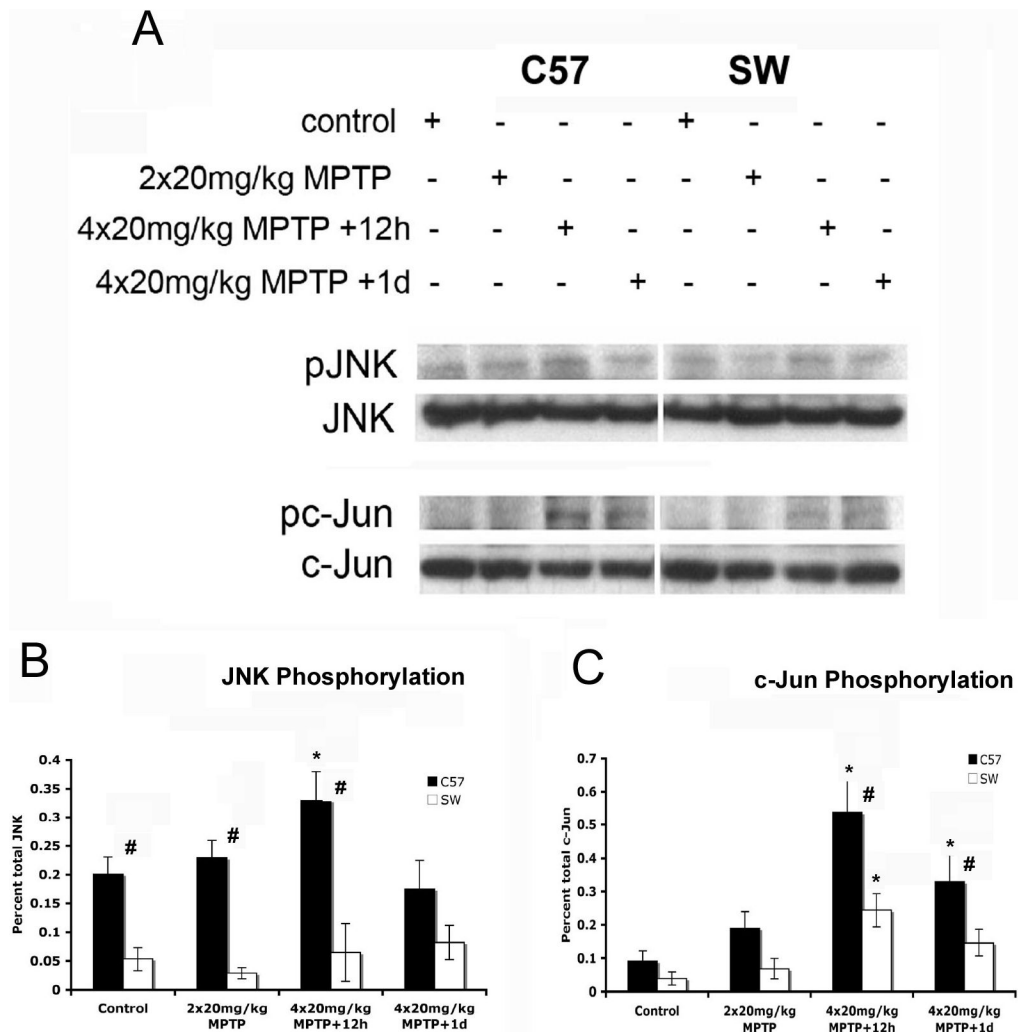 A
C57 SW
control + - - - + - - -
2x20mg/kg MPTP - + - - - + - -
4x20mg/kg MPTP +12h - - + - - - + -
4x20mg/kg MPTP +1d - - - + - - - +
pJNK
JNK
pc-Jun
c-Jun
B
JNK Phosphorylation
Percent total JNK
0.4
0.35
0.3
0.25
0.2
0.15
0.1
0.05
0
C57
SW
#
#
*
#
Control
2x20mg/kg
MPTP
4x20mg/kg
MPTP+12h
4x20mg/kg
MPTP+1d
C
c-Jun Phosphorylation
Percent total c-Jun
0.7
0.6
0.5
0.4
0.3
0.2
0.1
0
C57
SW
*
#
*
*
#
Control
2x20mg/kg
MPTP
4x20mg/kg
MPTP+12h
4x20mg/kg
MPTP+1d